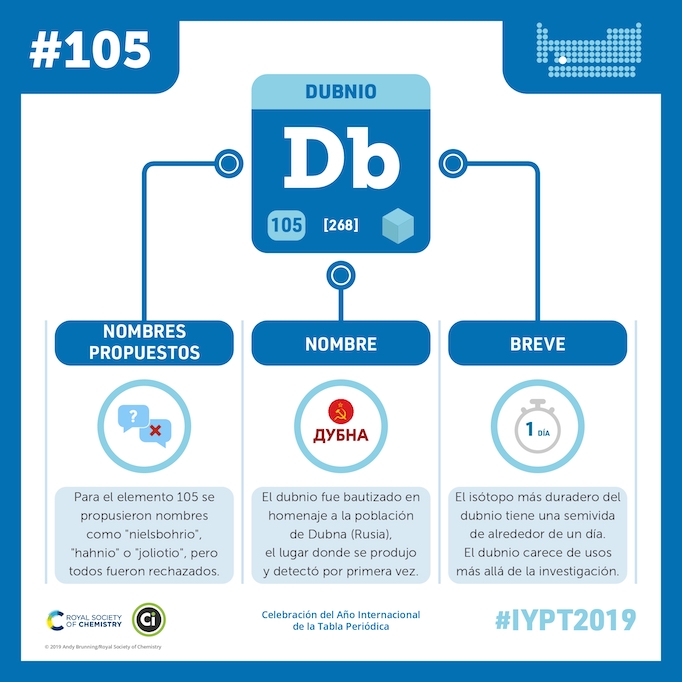 #105
DUBNIO
Db
105
[268]
NOMBRES
PROPUESTOS
NOMBRE
BREVE
?
ДУБНА
1 DÍA
Para el elemento 105 se
propusieron nombres
como "nielsbohrio",
"hahnio" o "joliotio", pero
todos fueron rechazados.
El dubnio fue bautizado en
homenaje a la población
de Dubna (Rusia),
el lugar donde se produjo
y detectó por primera vez.
El isótopo más duradero del
dubnio tiene una semivida
de alrededor de un día.
El dubnio carece de usos
más allá de la investigación.
ROYAL SOCIETY
OF CHEMISTRY
Ci
Celebración del Año Internacional
de la Tabla Periódica
#IYPT2019
© 2019 Andy Brunning/Royal Society of Chemistry